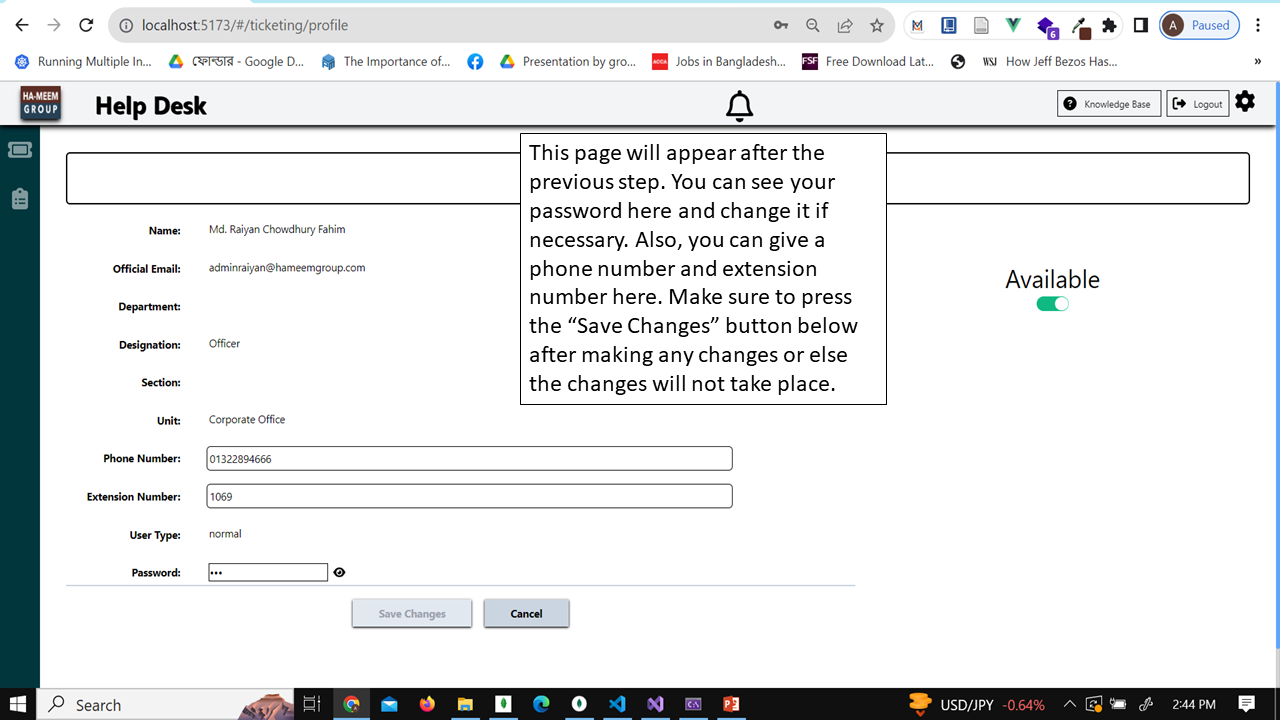 localhost:5173/#/ticketing/profile
6
A
Paused
Running Multiple In...
ফোল্ডার - Google D...
The Importance of...
Presentation by gro...
ACCA
Jobs in Bangladesh...
FSF
Free Download Lat...
WSJ
How Jeff Bezos Has...
»
HA-MEEM
GROUP
Help Desk
Knowledge Base
Logout
This page will appear after the
previous step. You can see your
password here and change it if
necessary. Also, you can give a
phone number and extension
number here. Make sure to press
the “Save Changes” button below
after making any changes or else
the changes will not take place.
Name: Md. Raiyan Chowdhury Fahim
Official Email: adminraiyan@hameemgroup.com
Available
Department:
Designation: Officer
Section:
Unit: Corporate Office
Phone Number: 01322894666
Extension Number: 1069
User Type: normal
Password: •••
Save Changes
Cancel
Search
USD/JPY -0.64%
2:44 PM